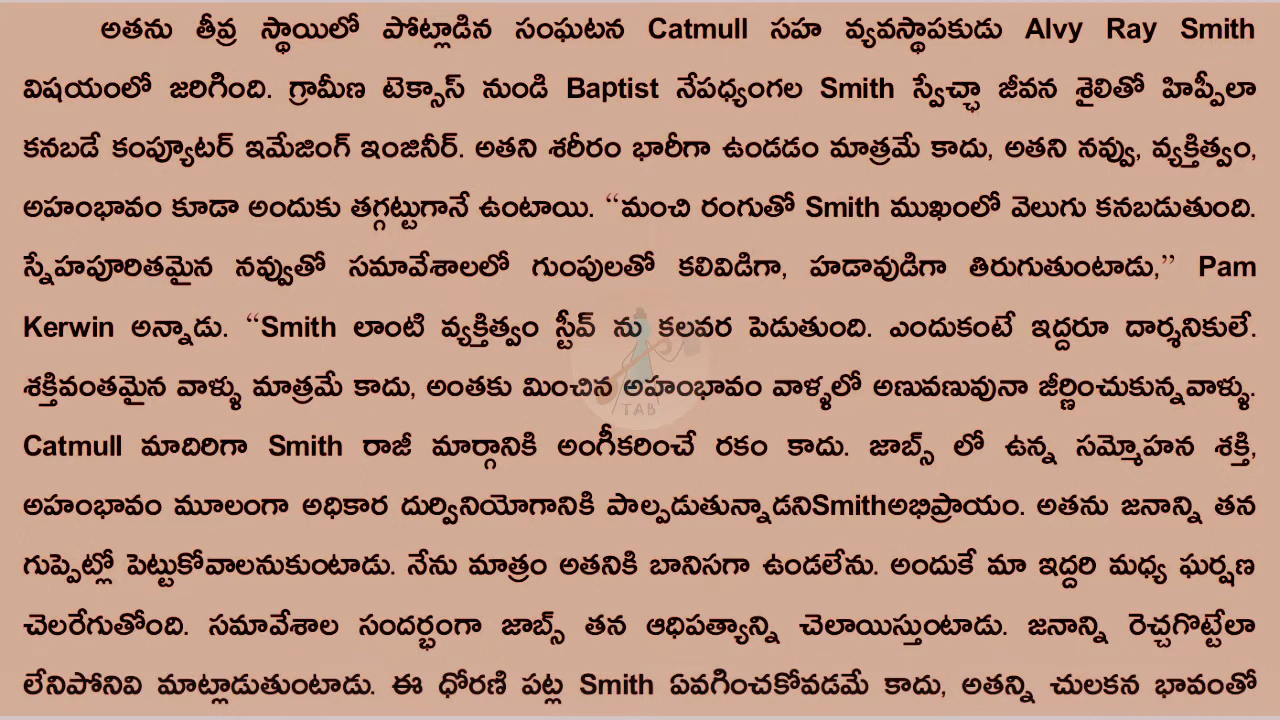 అతను తీవ్ర స్థాయిలో పోట్లాడిన సంఘటన Catmull సహ వ్యవస్థాపకుడు Alvy Ray Smith
విషయంలో జరిగింది. గ్రామీణ టెక్సాస్ నుండి Baptist నేపధ్యంగల Smith స్వేచ్ఛా జీవన శైలితో హిప్పీలా
కనబడే కంప్యూటర్ ఇమేజింగ్ ఇంజినీర్. అతని శరీరం భారీగా ఉండడం మాత్రమే కాదు, అతని నవ్వు, వ్యక్తిత్వం,
అహంభావం కూడా అందుకు తగ్గట్టుగానే ఉంటాయి. “మంచి రంగుతో Smith ముఖంలో వెలుగు కనబడుతుంది.
స్నేహపూరితమైన నవ్వుతో సమావేశాలలో గుంపులతో కలివిడిగా, హడావుడిగా తిరుగుతుంటాడు,” Pam
Kerwin అన్నాడు. “Smith లాంటి వ్యక్తిత్వం స్టీవ్ ను కలవర పెడుతుంది. ఎందుకంటే ఇద్దరూ దార్శనికులే.
శక్తివంతమైన వాళ్ళు మాత్రమే కాదు, అంతకు మించిన అహంభావం వాళ్ళలో అణువణువునా జీర్ణించుకున్నవాళ్ళు.
Catmull మాదిరిగా Smith రాజీ మార్గానికి అంగీకరించే రకం కాదు. జాబ్స్ లో ఉన్న సమ్మోహన శక్తి,
అహంభావం మూలంగా అధికార దుర్వినియోగానికి పాల్పడుతున్నాడనిSmithఅభిప్రాయం. అతను జనాన్ని తన
గుప్పెట్లో పెట్టుకోవాలనుకుంటాడు. నేను మాత్రం అతనికి బానిసగా ఉండలేను. అందుకే మా ఇద్దరి మధ్య ఘర్షణ
చెలరేగుతోంది. సమావేశాల సందర్భంగా జాబ్స్ తన ఆధిపత్యాన్ని చెలాయిస్తుంటాడు. జనాన్ని రెచ్చగొట్టేలా
లేనిపోనివి మాట్లాడుతుంటాడు. ఈ ధోరణి పట్ల Smith ఏవగించకోవడమే కాదు, అతన్ని చులకన భావంతో
TAB